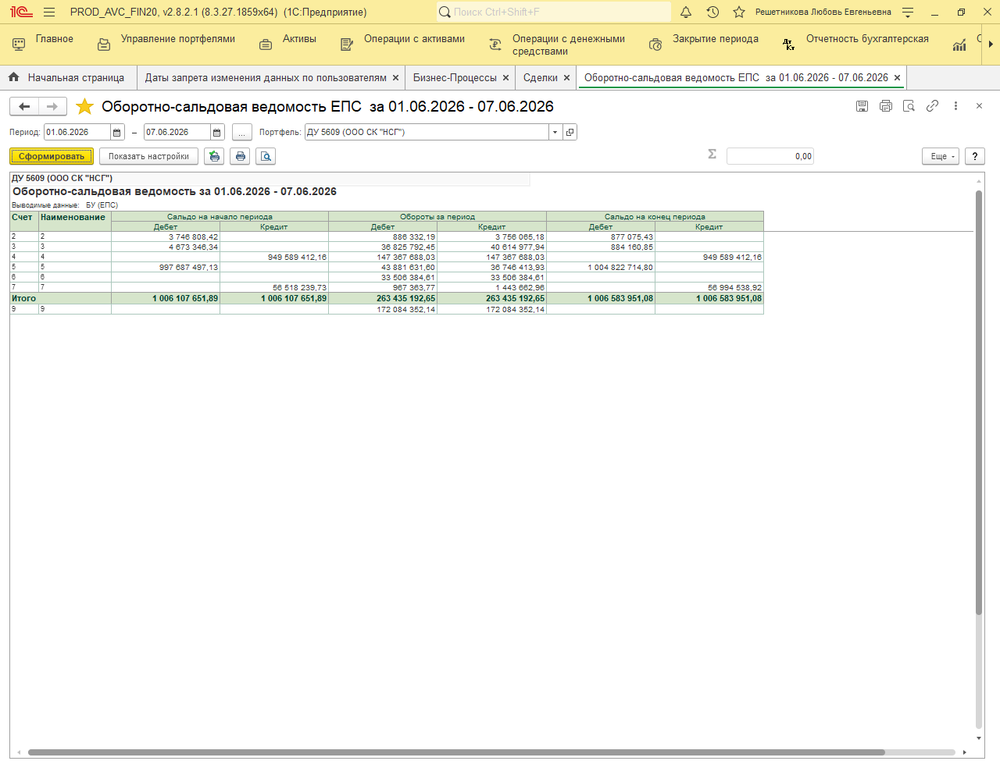 PROD_AVC_FIN20, v2.8.2.1 (8.3.27.1859x64) (1С:Предприятие)
Поиск Ctrl+Shift+F
Решетникова Любовь Евгеньевна
Главное
Управление портфелями
Активы
Операции с активами
Операции с денежными средствами
Закрытие периода
Дт Кт
Отчетность бухгалтерская
Начальная страница
Даты запрета изменения данных по пользователям
Бизнес-Процессы
Сделки
Оборотно-сальдовая ведомость ЕПС за 01.06.2026 - 07.06.2026
Оборотно-сальдовая ведомость ЕПС за 01.06.2026 - 07.06.2026
Период: 01.06.2026 – 07.06.2026 ... Портфель: ДУ 5609 (ООО СК "НСГ")
Сформировать Показать настройки Σ 0,00 Еще ?
ДУ 5609 (ООО СК "НСГ")
Оборотно-сальдовая ведомость за 01.06.2026 - 07.06.2026
Выводимые данные: БУ (ЕПС)
Счет Наименование Сальдо на начало периода Обороты за период Сальдо на конец периода
Дебет Кредит Дебет Кредит Дебет Кредит
2 2 3 746 808,42 886 332,19 3 756 065,18 877 075,43
3 3 4 673 346,34 36 825 792,45 40 614 977,94 884 160,85
4 4 949 589 412,16 147 367 688,03 147 367 688,03 949 589 412,16
5 5 997 687 497,13 43 881 631,60 36 746 413,93 1 004 822 714,80
6 6 33 506 384,61 33 506 384,61
7 7 56 518 239,73 967 363,77 1 443 662,96 56 994 538,92
Итого 1 006 107 651,89 1 006 107 651,89 263 435 192,65 263 435 192,65 1 006 583 951,08 1 006 583 951,08
9 9 172 084 352,14 172 084 352,14